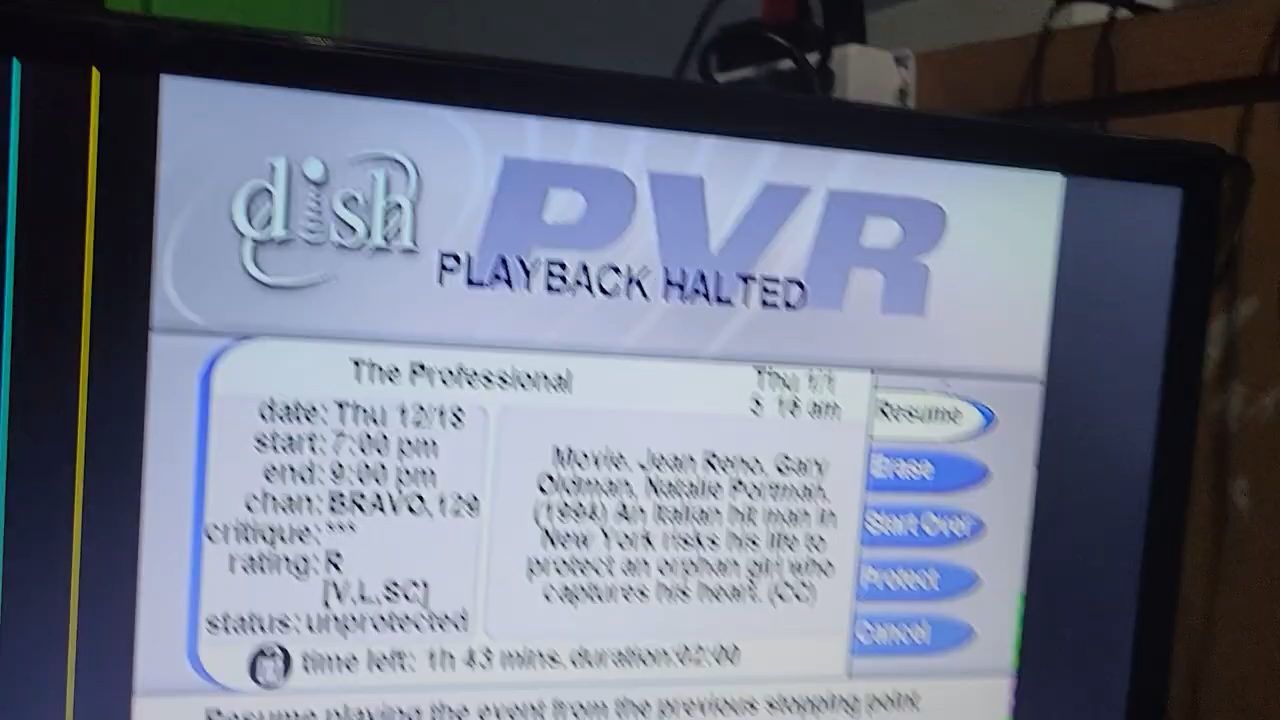 dish PVR
PLAYBACK HALTED
The Professional
Thu 1/1
date: Thu 12/18
start: 7:00 pm
end: 9:00 pm
chan: BRAVO,129
critique: ***
rating: R
[V,L,SC]
status: unprotected
Movie. Jean Reno, Gary
Oldman, Natalie Portman.
(1994) An Italian hit man in
New York risks his life to
protect an orphan girl who
captures his heart. (CC)
time left: 1h 43 mins, duration:02:00
Resume
Erase
Start Over
Protect
Cancel
Resume playing the event from the previous stopping point